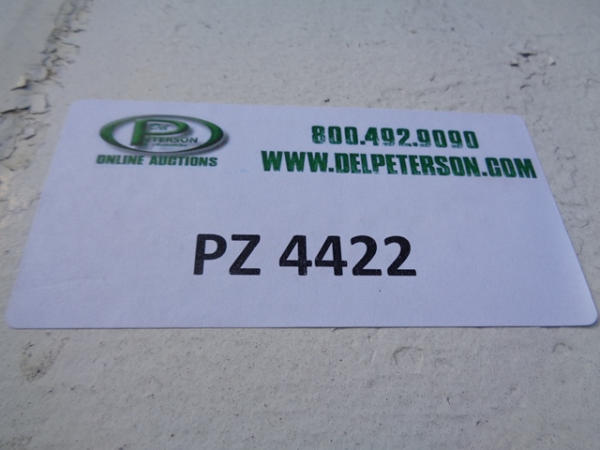 Del
PETERSON
ONLINE AUCTIONS
800.492.9090
WWW.DELPETERSON.COM
PZ 4422